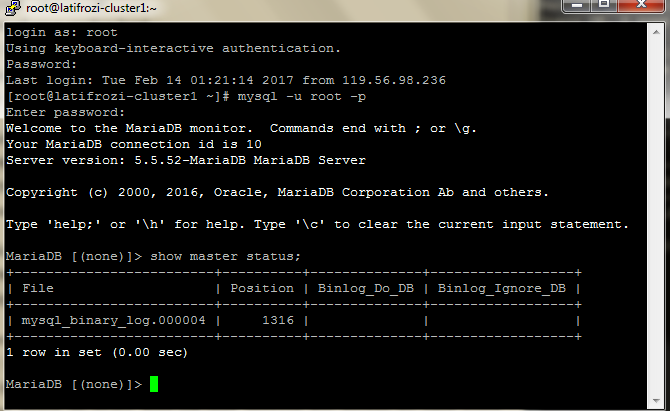 root@latifrozi-cluster1:~
login as: root
Using keyboard-interactive authentication.
Password:
Last login: Tue Feb 14 01:21:14 2017 from 119.56.98.236
[root@latifrozi-cluster1 ~]# mysql -u root -p
Enter password:
Welcome to the MariaDB monitor.  Commands end with ; or \g.
Your MariaDB connection id is 10
Server version: 5.5.52-MariaDB MariaDB Server
Copyright (c) 2000, 2016, Oracle, MariaDB Corporation Ab and others.
Type 'help;' or '\h' for help. Type '\c' to clear the current input statement.
MariaDB [(none)]> show master status;
+-------------------------+----------+--------------+------------------+
| File                    | Position | Binlog_Do_DB | Binlog_Ignore_DB |
+-------------------------+----------+--------------+------------------+
| mysql_binary_log.000004 |     1316 |              |                  |
+-------------------------+----------+--------------+------------------+
1 row in set (0.00 sec)
MariaDB [(none)]>